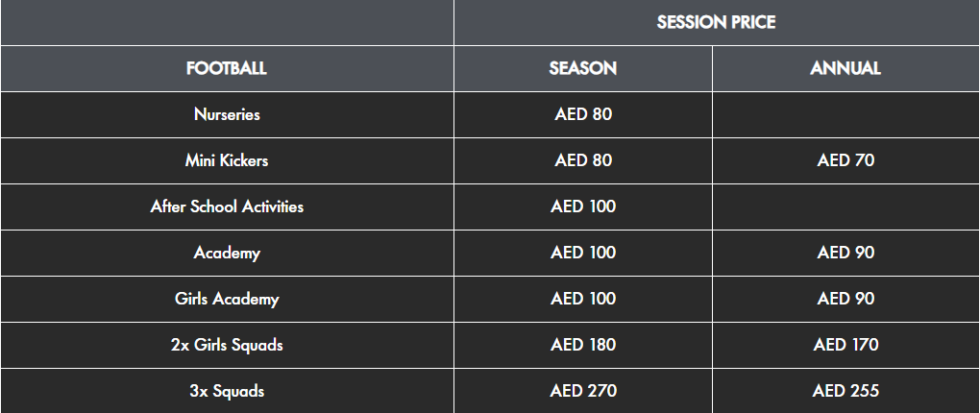 SESSION PRICE
FOOTBALL SEASON ANNUAL
Nurseries AED 80
Mini Kickers AED 80 AED 70
After School Activities AED 100
Academy AED 100 AED 90
Girls Academy AED 100 AED 90
2x Girls Squads AED 180 AED 170
3x Squads AED 270 AED 255